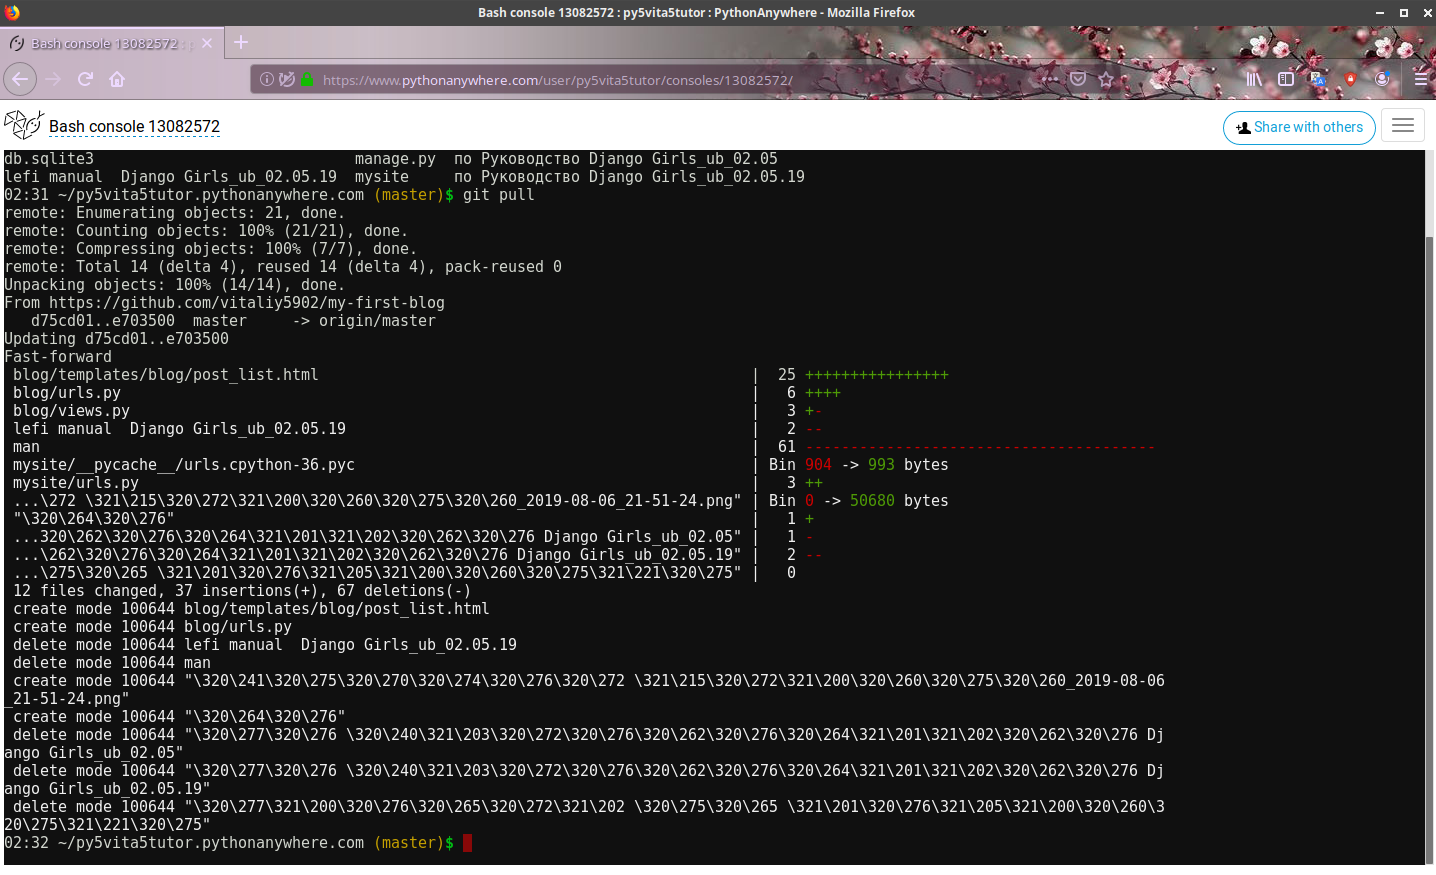 Bash console 13082572 : py5vita5tutor : PythonAnywhere - Mozilla Firefox
Bash console 13082572 : p
https://www.pythonanywhere.com/user/py5vita5tutor/consoles/13082572/
Bash console 13082572
Share with others
db.sqlite3                             manage.py  по Руководство Django Girls_ub_02.05
lefi manual  Django Girls_ub_02.05.19  mysite     по Руководство Django Girls_ub_02.05.19
02:31 ~/py5vita5tutor.pythonanywhere.com (master)$ git pull
remote: Enumerating objects: 21, done.
remote: Counting objects: 100% (21/21), done.
remote: Compressing objects: 100% (7/7), done.
remote: Total 14 (delta 4), reused 14 (delta 4), pack-reused 0
Unpacking objects: 100% (14/14), done.
From https://github.com/vitaliy5902/my-first-blog
   d75cd01..e703500  master     -> origin/master
Updating d75cd01..e703500
Fast-forward
 blog/templates/blog/post_list.html                                                |  25 ++++++++++++++++
 blog/urls.py                                                                      |   6 ++++
 blog/views.py                                                                     |   3 +-
 lefi manual  Django Girls_ub_02.05.19                                             |   2 --
 man                                                                               |  61 ---------------------------------------
 mysite/__pycache__/urls.cpython-36.pyc                                            | Bin 904 -> 993 bytes
 mysite/urls.py                                                                    |   3 ++
 ...\272 \321\215\320\272\321\200\320\260\320\275\320\260_2019-08-06_21-51-24.png" | Bin 0 -> 50680 bytes
 "\320\264\320\276"                                                                |   1 +
 ...320\262\320\276\320\264\321\201\321\202\320\262\320\276 Django Girls_ub_02.05" |   1 -
 ...\262\320\276\320\264\321\201\321\202\320\262\320\276 Django Girls_ub_02.05.19" |   2 --
 ...\275\320\265 \321\201\320\276\321\205\321\200\320\260\320\275\321\221\320\275" |   0
 12 files changed, 37 insertions(+), 67 deletions(-)
 create mode 100644 blog/templates/blog/post_list.html
 create mode 100644 blog/urls.py
 delete mode 100644 lefi manual  Django Girls_ub_02.05.19
 delete mode 100644 man
 create mode 100644 "\320\241\320\275\320\270\320\274\320\276\320\272 \321\215\320\272\321\200\320\260\320\275\320\260_2019-08-06
_21-51-24.png"
 create mode 100644 "\320\264\320\276"
 delete mode 100644 "\320\277\320\276 \320\240\321\203\320\272\320\276\320\262\320\276\320\264\321\201\321\202\320\262\320\276 Dj
ango Girls_ub_02.05"
 delete mode 100644 "\320\277\320\276 \320\240\321\203\320\272\320\276\320\262\320\276\320\264\321\201\321\202\320\262\320\276 Dj
ango Girls_ub_02.05.19"
 delete mode 100644 "\320\277\321\200\320\276\320\265\320\272\321\202 \320\275\320\265 \321\201\320\276\321\205\321\200\320\260\3
20\275\321\221\320\275"
02:32 ~/py5vita5tutor.pythonanywhere.com (master)$